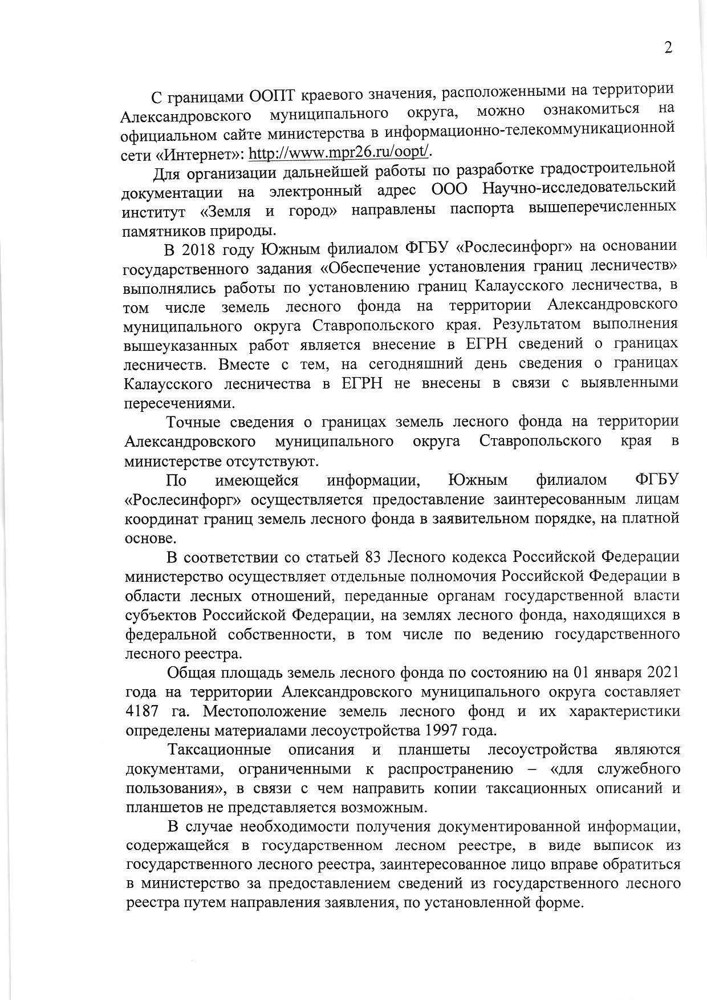 2
С границами ООПТ краевого значения, расположенными на территории
Александровского муниципального округа, можно ознакомиться на
официальном сайте министерства в информационно-телекоммуникационной
сети «Интернет»: http://www.mpr26.ru/oopt/.
Для организации дальнейшей работы по разработке градостроительной
документации на электронный адрес ООО Научно-исследовательский
институт «Земля и город» направлены паспорта вышеперечисленных
памятников природы.
В 2018 году Южным филиалом ФГБУ «Рослесинфорг» на основании
государственного задания «Обеспечение установления границ лесничеств»
выполнялись работы по установлению границ Калаусского лесничества, в
том числе земель лесного фонда на территории Александровского
муниципального округа Ставропольского края. Результатом выполнения
вышеуказанных работ является внесение в ЕГРН сведений о границах
лесничеств. Вместе с тем, на сегодняшний день сведения о границах
Калаусского лесничества в ЕГРН не внесены в связи с выявленными
пересечениями.
Точные сведения о границах земель лесного фонда на территории
Александровского муниципального округа Ставропольского края в
министерстве отсутствуют.
По имеющейся информации, Южным филиалом ФГБУ
«Рослесинфорг» осуществляется предоставление заинтересованным лицам
координат границ земель лесного фонда в заявительном порядке, на платной
основе.
В соответствии со статьей 83 Лесного кодекса Российской Федерации
министерство осуществляет отдельные полномочия Российской Федерации в
области лесных отношений, переданные органам государственной власти
субъектов Российской Федерации, на землях лесного фонда, находящихся в
федеральной собственности, в том числе по ведению государственного
лесного реестра.
Общая площадь земель лесного фонда по состоянию на 01 января 2021
года на территории Александровского муниципального округа составляет
4187 га. Местоположение земель лесного фонд и их характеристики
определены материалами лесоустройства 1997 года.
Таксационные описания и планшеты лесоустройства являются
документами, ограниченными к распространению – «для служебного
пользования», в связи с чем направить копии таксационных описаний и
планшетов не представляется возможным.
В случае необходимости получения документированной информации,
содержащейся в государственном лесном реестре, в виде выписок из
государственного лесного реестра, заинтересованное лицо вправе обратиться
в министерство за предоставлением сведений из государственного лесного
реестра путем направления заявления, по установленной форме.